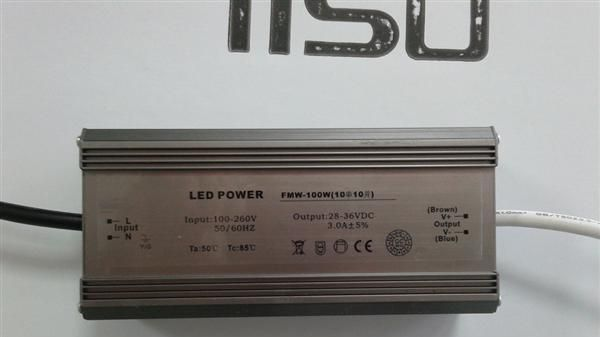 IISO
LED POWER
FMW-100W(10串10并)
L
Input
N
Y/G
Input:100-260V
50/60HZ
Output:28-36VDC
3.0A±5%
Ta:50℃ Tc:85℃
(Brown)
V+
Output
V-
(Blue)